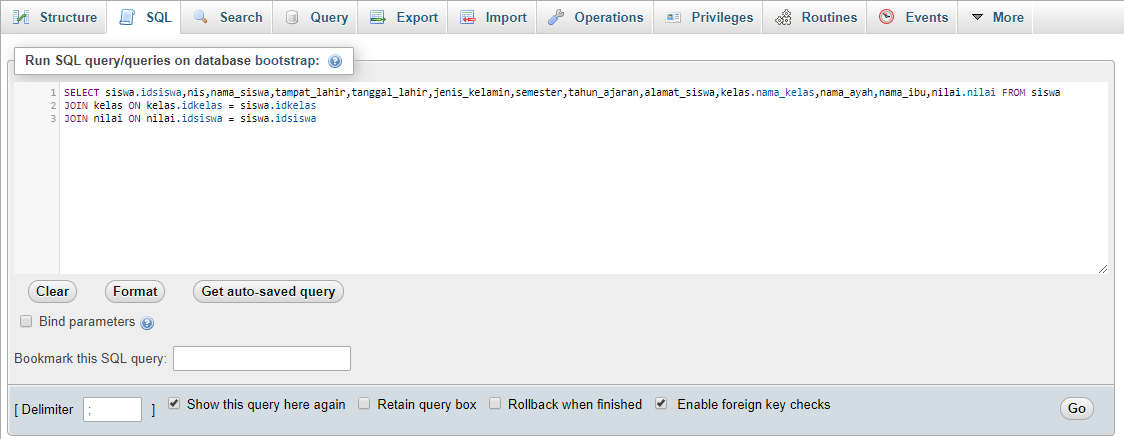 Structure SQL Search Query Export Import Operations Privileges Routines Events More
Run SQL query/queries on database bootstrap:
1 SELECT siswa.idsiswa,nis,nama_siswa,tampat_lahir,tanggal_lahir,jenis_kelamin,semester,tahun_ajaran,alamat_siswa,kelas.nama_kelas,nama_ayah,nama_ibu,nilai.nilai FROM siswa
2 JOIN kelas ON kelas.idkelas = siswa.idkelas
3 JOIN nilai ON nilai.idsiswa = siswa.idsiswa
Clear Format Get auto-saved query
Bind parameters
Bookmark this SQL query:
[ Delimiter ; ] Show this query here again Retain query box Rollback when finished Enable foreign key checks Go